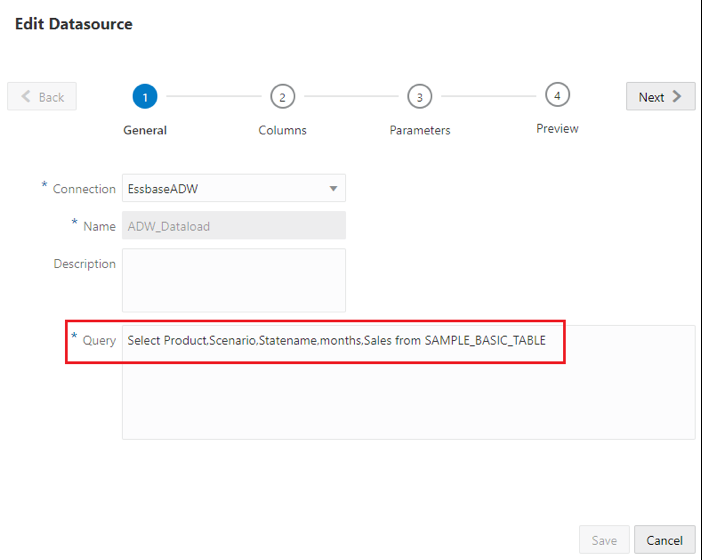 Edit Datasource
Back
1
2
3
4
Next
General
Columns
Parameters
Preview
* Connection EssbaseADW
* Name ADW_Dataload
Description
* Query Select Product,Scenario,Statename,months,Sales from SAMPLE_BASIC_TABLE
Save Cancel